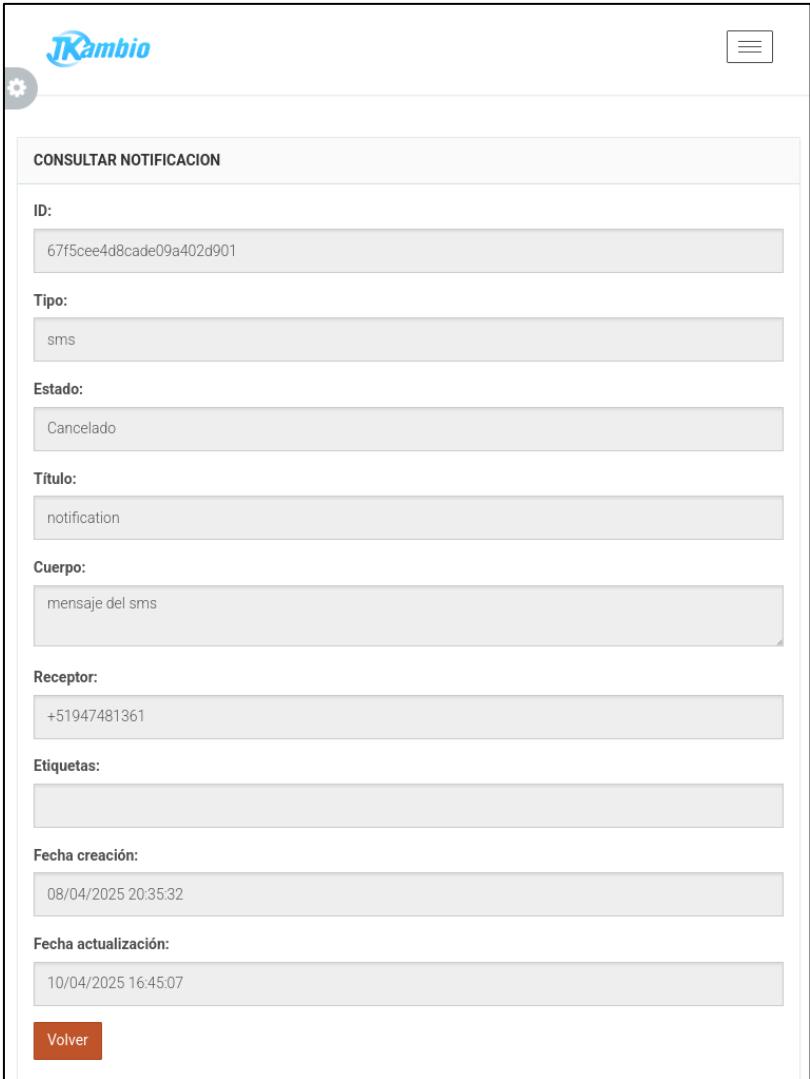 JKambio
CONSULTAR NOTIFICACION
ID:
67f5cee4d8cade09a402d901
Tipo:
sms
Estado:
Cancelado
Título:
notification
Cuerpo:
mensaje del sms
Receptor:
+51947481361
Etiquetas:
Fecha creación:
08/04/2025 20:35:32
Fecha actualización:
10/04/2025 16:45:07
Volver